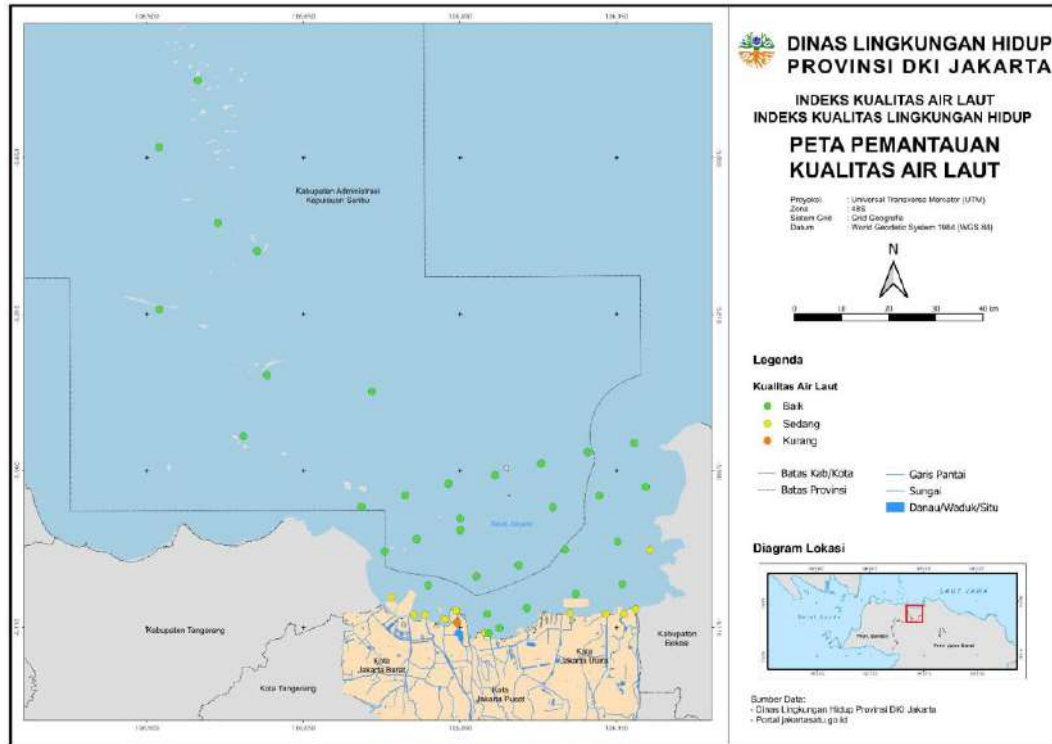 DINAS LINGKUNGAN HIDUP
PROVINSI DKI JAKARTA
INDEKS KUALITAS AIR LAUT
INDEKS KUALITAS LINGKUNGAN HIDUP
PETA PEMANTAUAN
KUALITAS AIR LAUT
Proyeksi : Universal Transverse Mercator (UTM)
Zona : 48S
Sistem Grid : Grid Geografis
Datum : World Geodetic System 1984 (WGS 84)
N
0 10 20 30 40 km
Legenda
Kualitas Air Laut
Baik
Sedang
Kurang
Batas Kab/Kota
Batas Provinsi
Garis Pantai
Sungai
Danau/Waduk/Situ
Diagram Lokasi
LAUT JAWA
Sumber Data:
- Dinas Lingkungan Hidup Provinsi DKI Jakarta
- Portal jakartasatu.go.id
Kabupaten Administrasi
Kepulauan Seribu
Teluk Jakarta
Kabupaten Tangerang
Kota Tangerang
Kota
Jakarta Barat
Kota
Jakarta Pusat
Kota
Jakarta Utara
Kabupaten
Bekasi